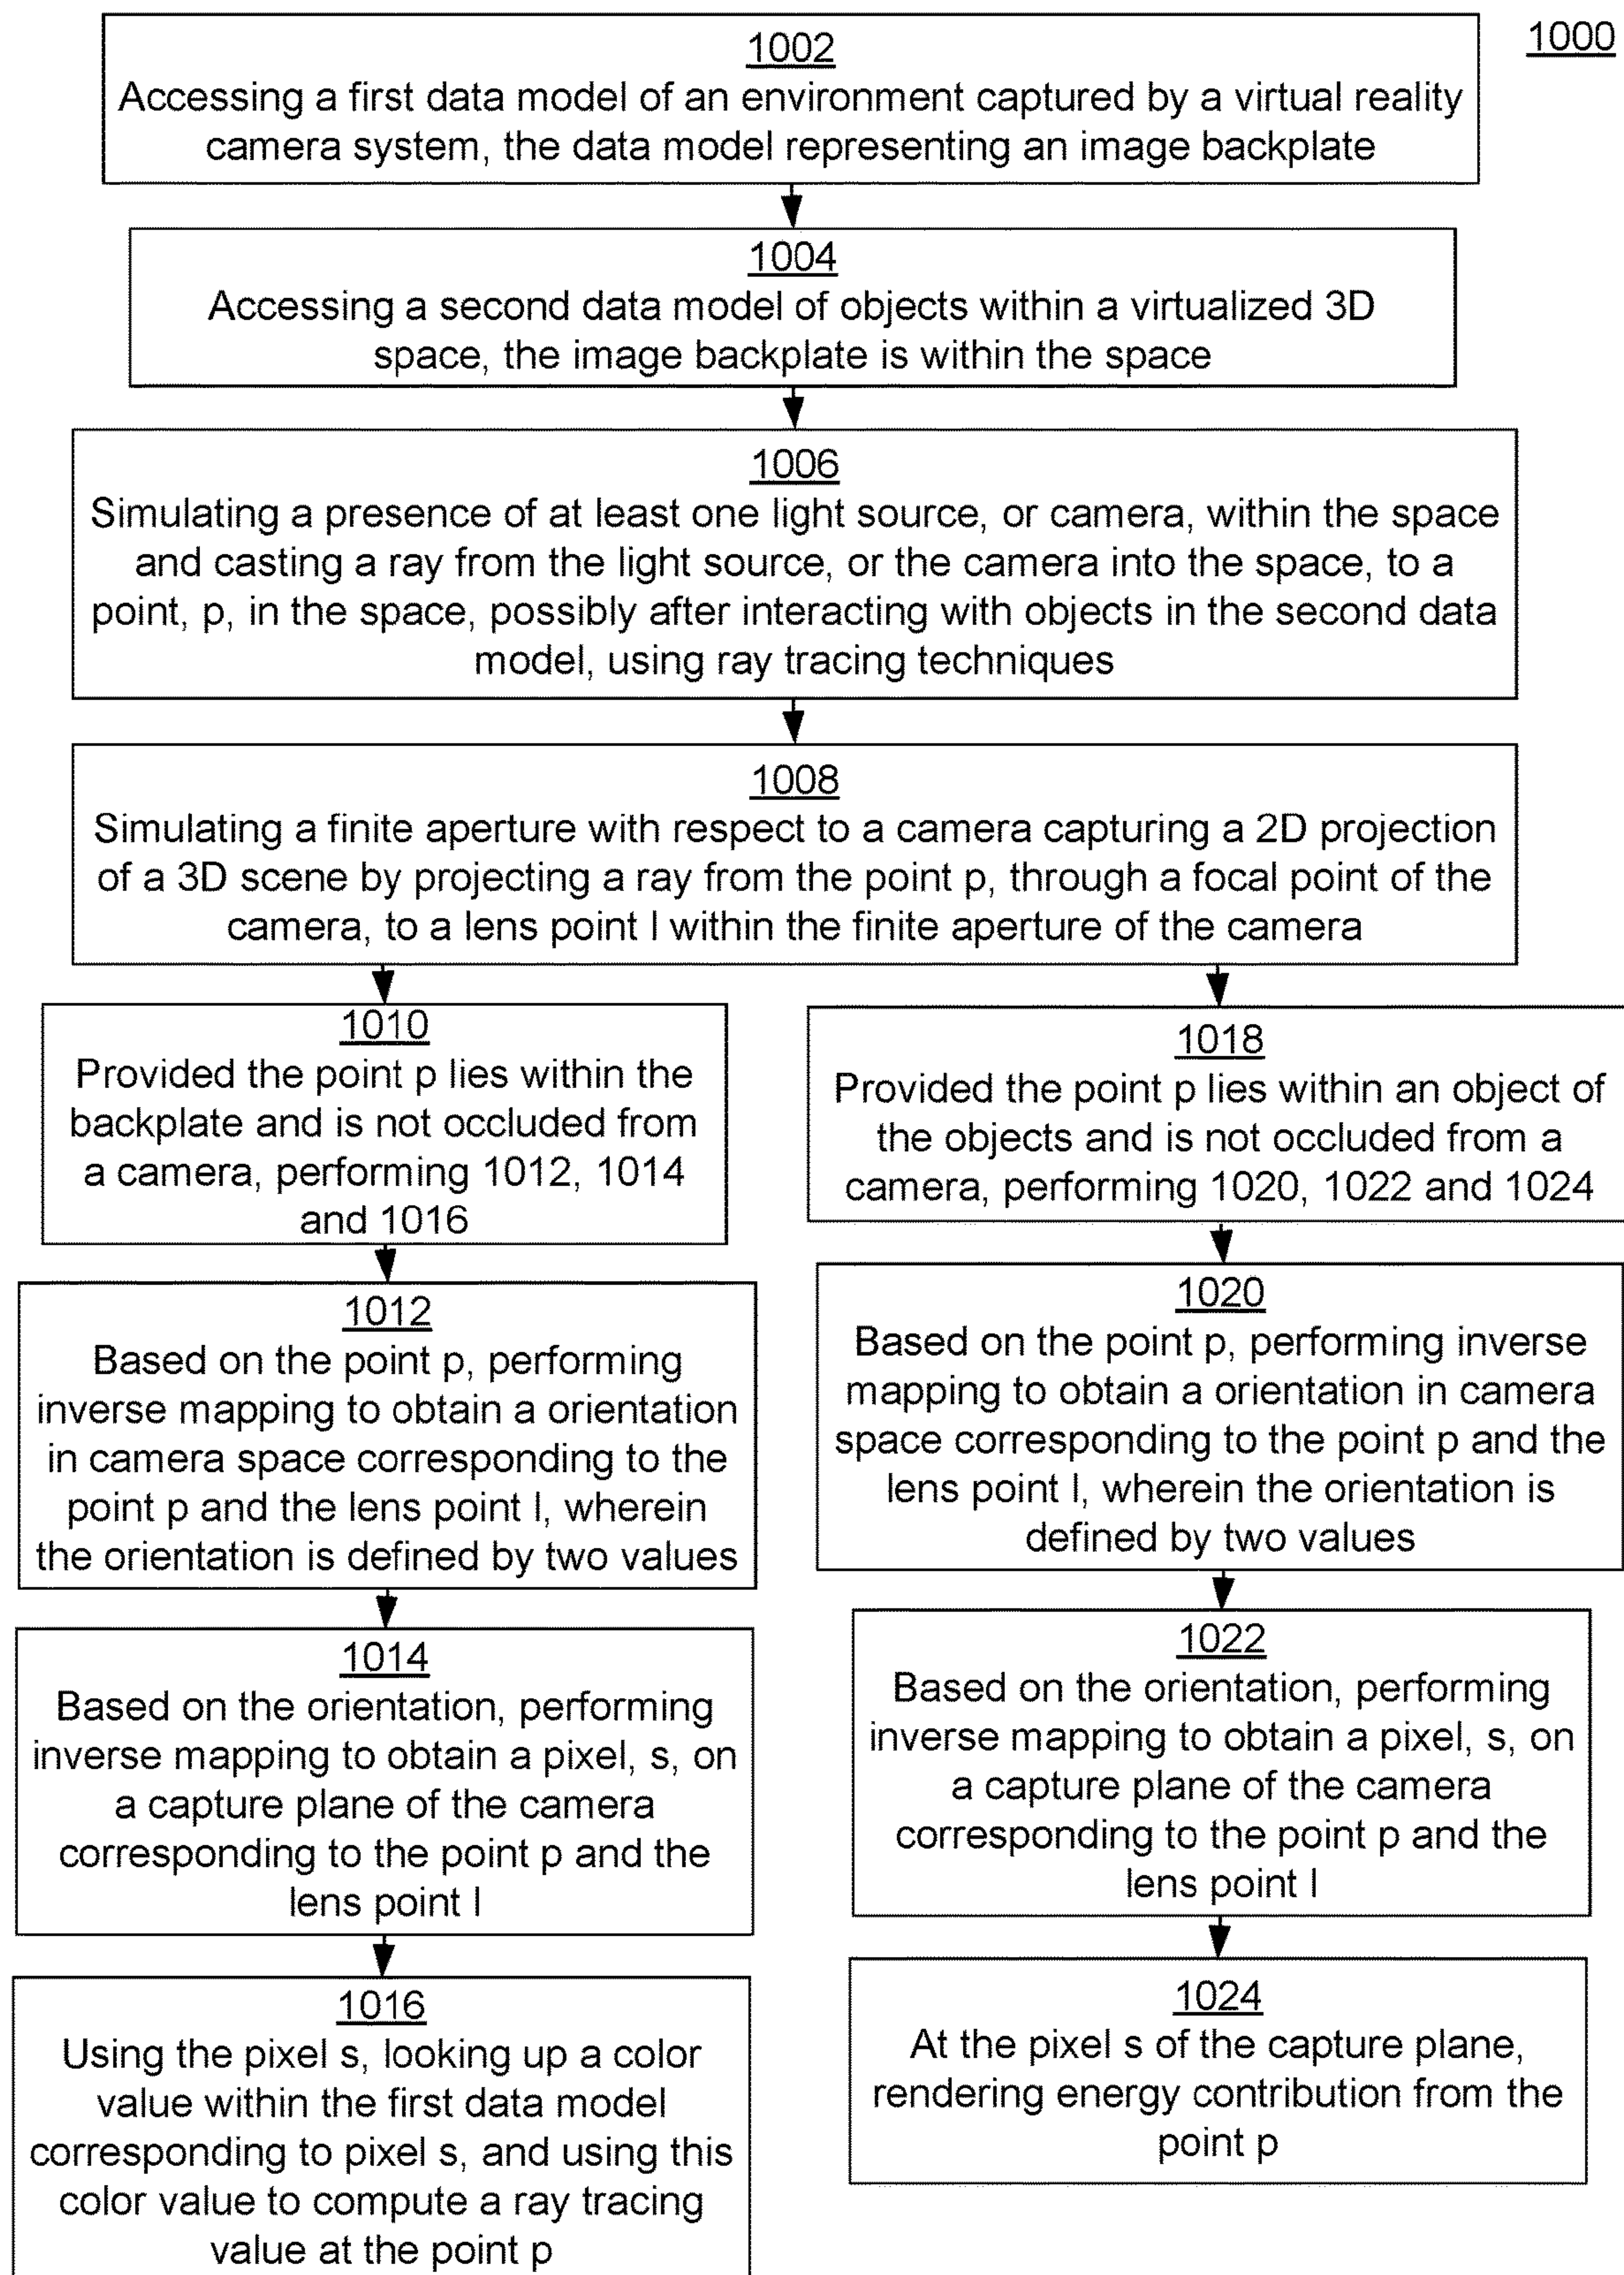 1000
1002
Accessing a first data model of an environment captured by a virtual reality
camera system, the data model representing an image backplate
1004
Accessing a second data model of objects within a virtualized 3D
space, the image backplate is within the space
1006
Simulating a presence of at least one light source, or camera, within the space
and casting a ray from the light source, or the camera into the space, to a
point, p, in the space, possibly after interacting with objects in the second data
model, using ray tracing techniques
1008
Simulating a finite aperture with respect to a camera capturing a 2D projection
of a 3D scene by projecting a ray from the point p, through a focal point of the
camera, to a lens point l within the finite aperture of the camera
1010
Provided the point p lies within the
backplate and is not occluded from
a camera, performing 1012, 1014
and 1016
1012
Based on the point p, performing
inverse mapping to obtain a orientation
in camera space corresponding to the
point p and the lens point l, wherein
the orientation is defined by two values
1014
Based on the orientation, performing
inverse mapping to obtain a pixel, s, on
a capture plane of the camera
corresponding to the point p and the
lens point l
1016
Using the pixel s, looking up a color
value within the first data model
corresponding to pixel s, and using this
color value to compute a ray tracing
value at the point p
1018
Provided the point p lies within an object of
the objects and is not occluded from a
camera, performing 1020, 1022 and 1024
1020
Based on the point p, performing inverse
mapping to obtain a orientation in camera
space corresponding to the point p and the
lens point l, wherein the orientation is
defined by two values
1022
Based on the orientation, performing
inverse mapping to obtain a pixel, s, on
a capture plane of the camera
corresponding to the point p and the
lens point l
1024
At the pixel s of the capture plane,
rendering energy contribution from the
point p